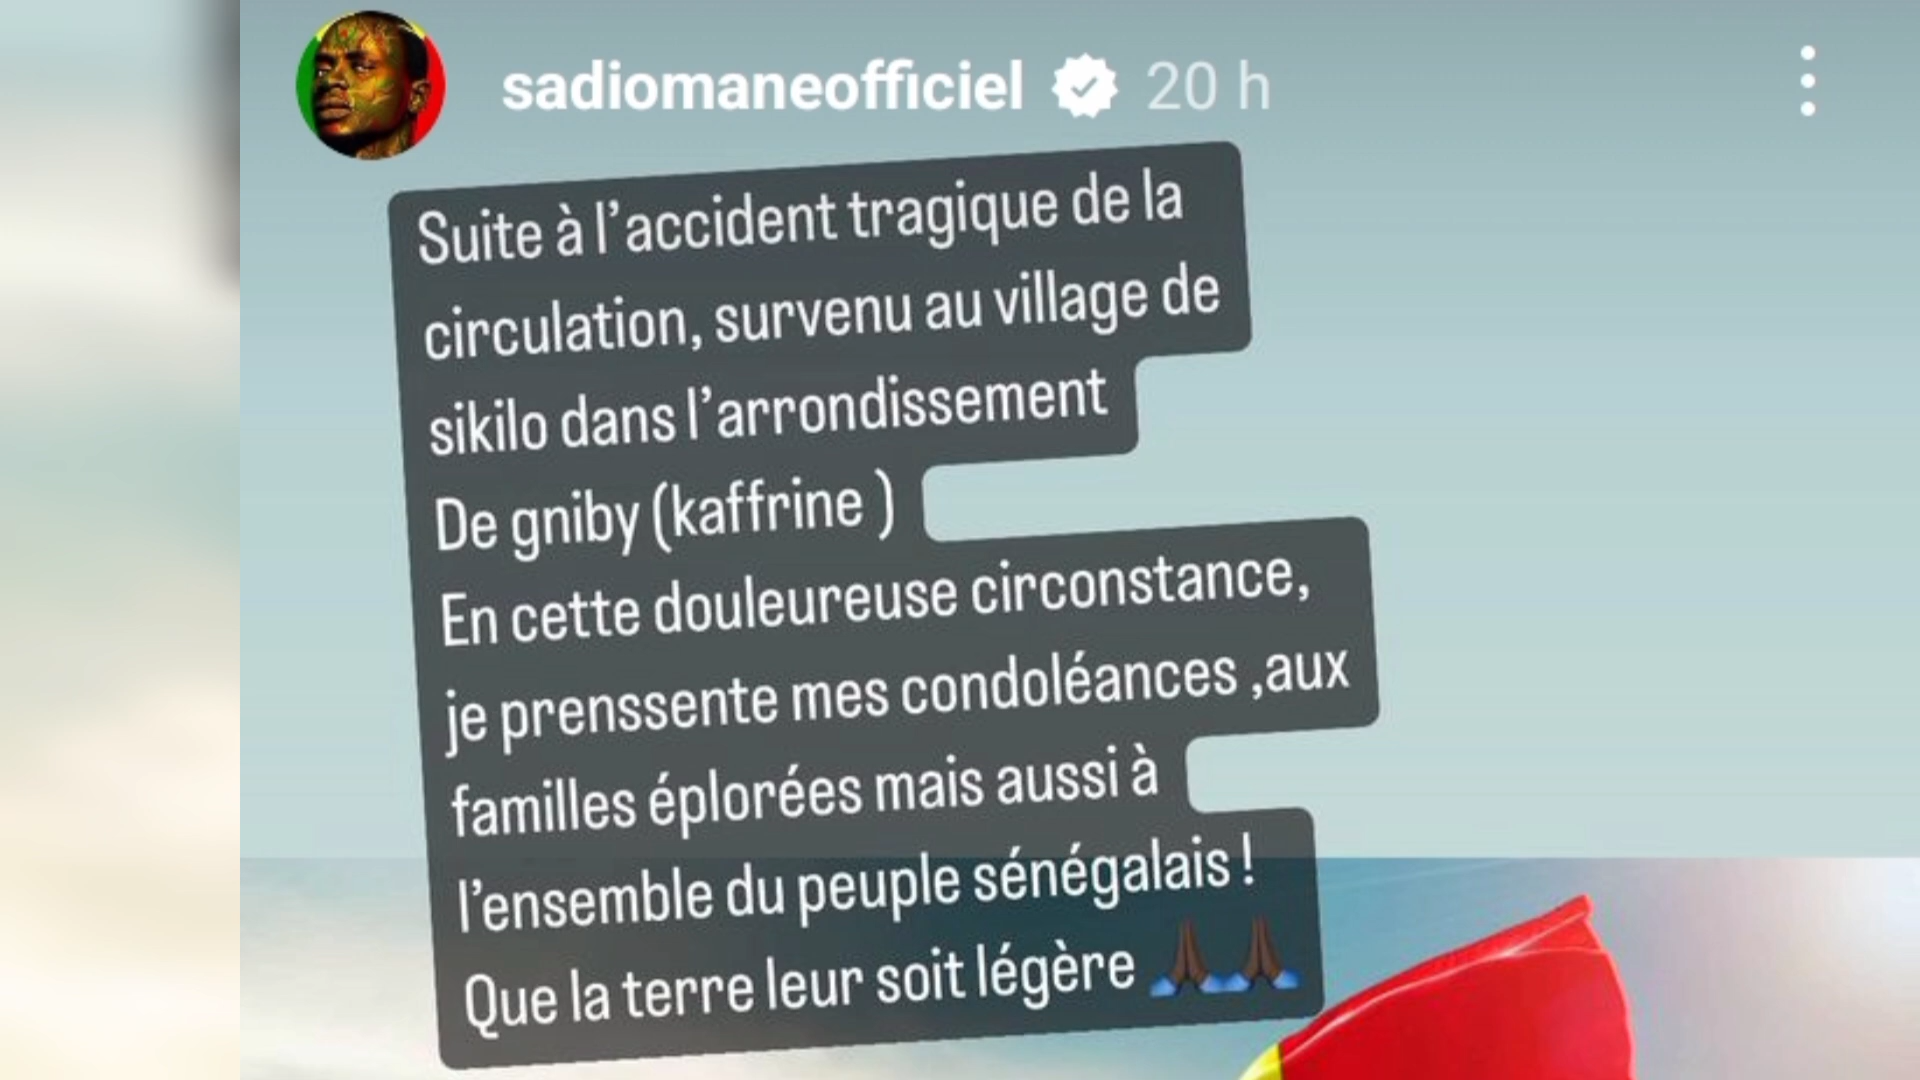 sadiomaneofficiel 20 h
Suite à l'accident tragique de la
circulation, survenu au village de
sikilo dans l'arrondissement
De gniby (kaffrine )
En cette douleureuse circonstance,
je prenssente mes condoléances ,aux
familles éplorées mais aussi à
l'ensemble du peuple sénégalais !
Que la terre leur soit légère 🙏🏿🙏🏿